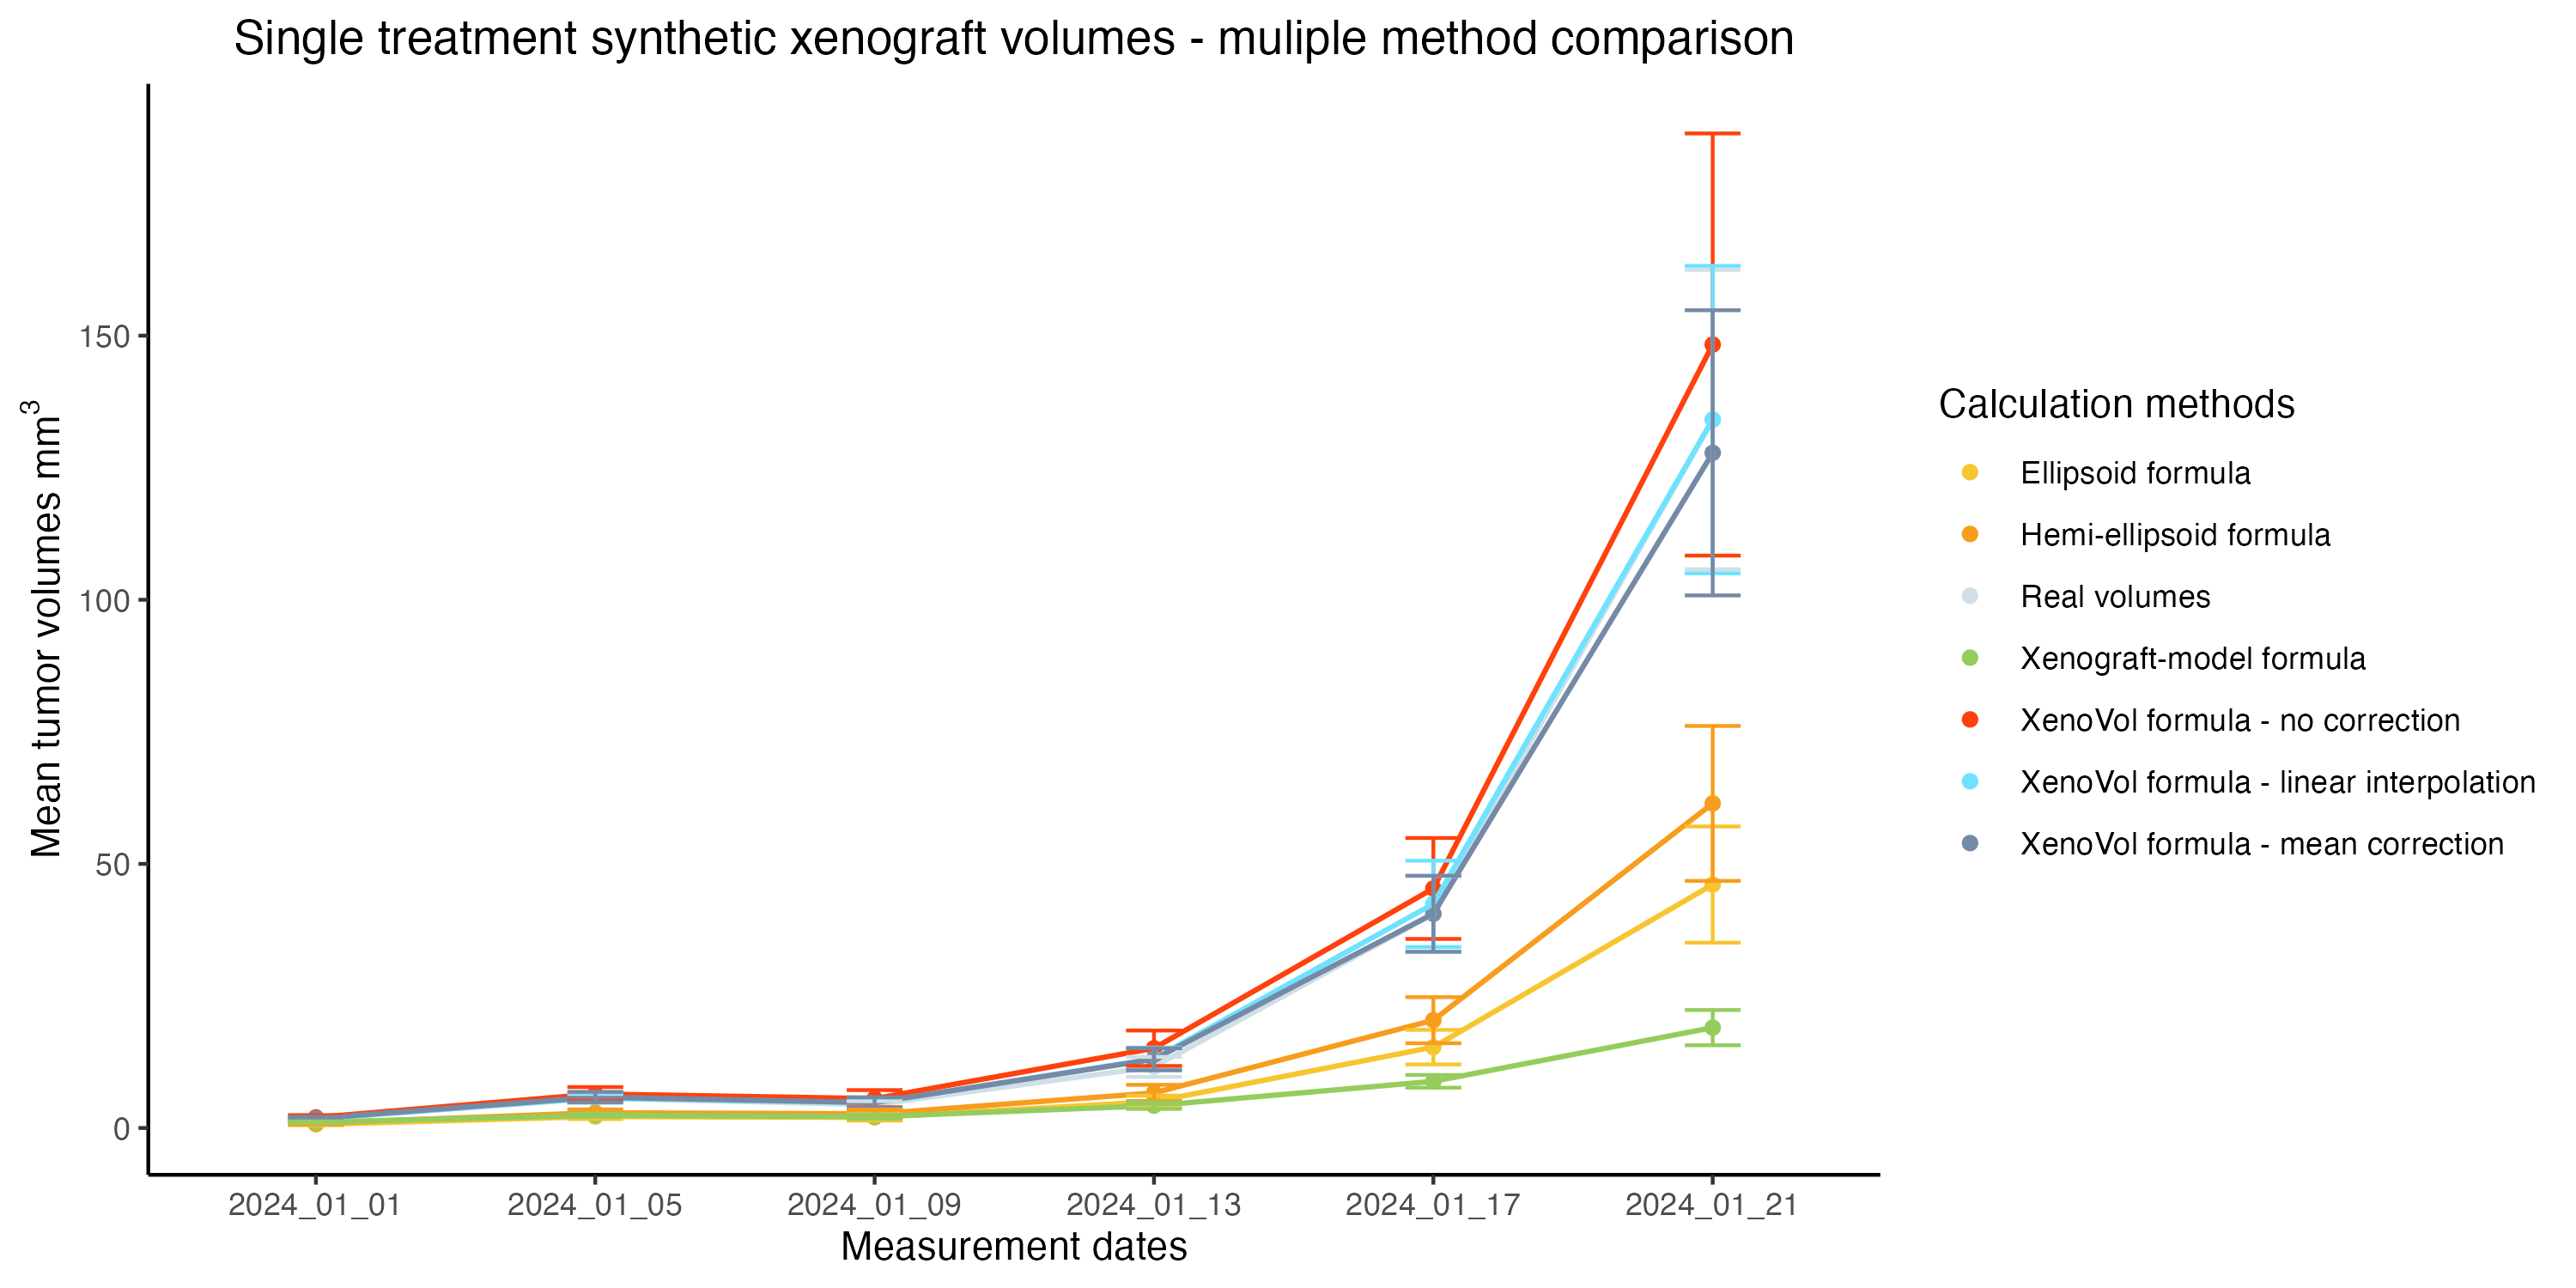 Single treatment synthetic xenograft volumes - muliple method comparison
Mean tumor volumes mm³
150
100
50
0
2024_01_01
2024_01_05
2024_01_09
2024_01_13
2024_01_17
2024_01_21
Measurement dates
Calculation methods
Ellipsoid formula
Hemi-ellipsoid formula
Real volumes
Xenograft-model formula
XenoVol formula - no correction
XenoVol formula - linear interpolation
XenoVol formula - mean correction